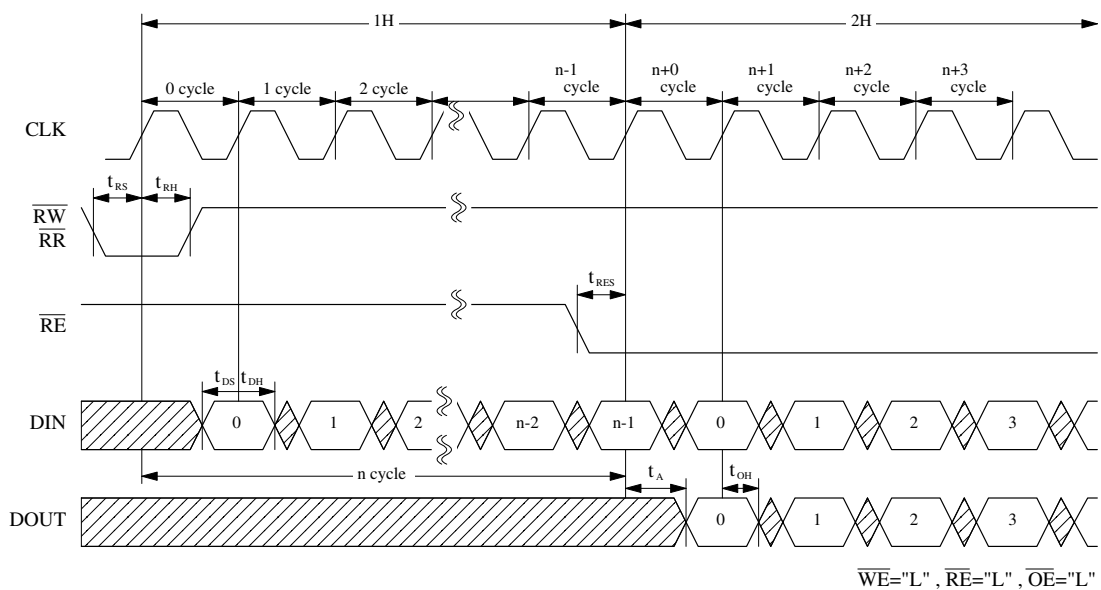 1H 2H
0 cycle 1 cycle 2 cycle n-1 cycle n+0 cycle n+1 cycle n+2 cycle n+3 cycle
CLK
tRS tRH
RW
RR
tRES
RE
tDS tDH
DIN 0 1 2 n-2 n-1 0 1 2 3
n cycle tA tOH
DOUT 0 1 2 3
WE="L" , RE="L" , OE="L"